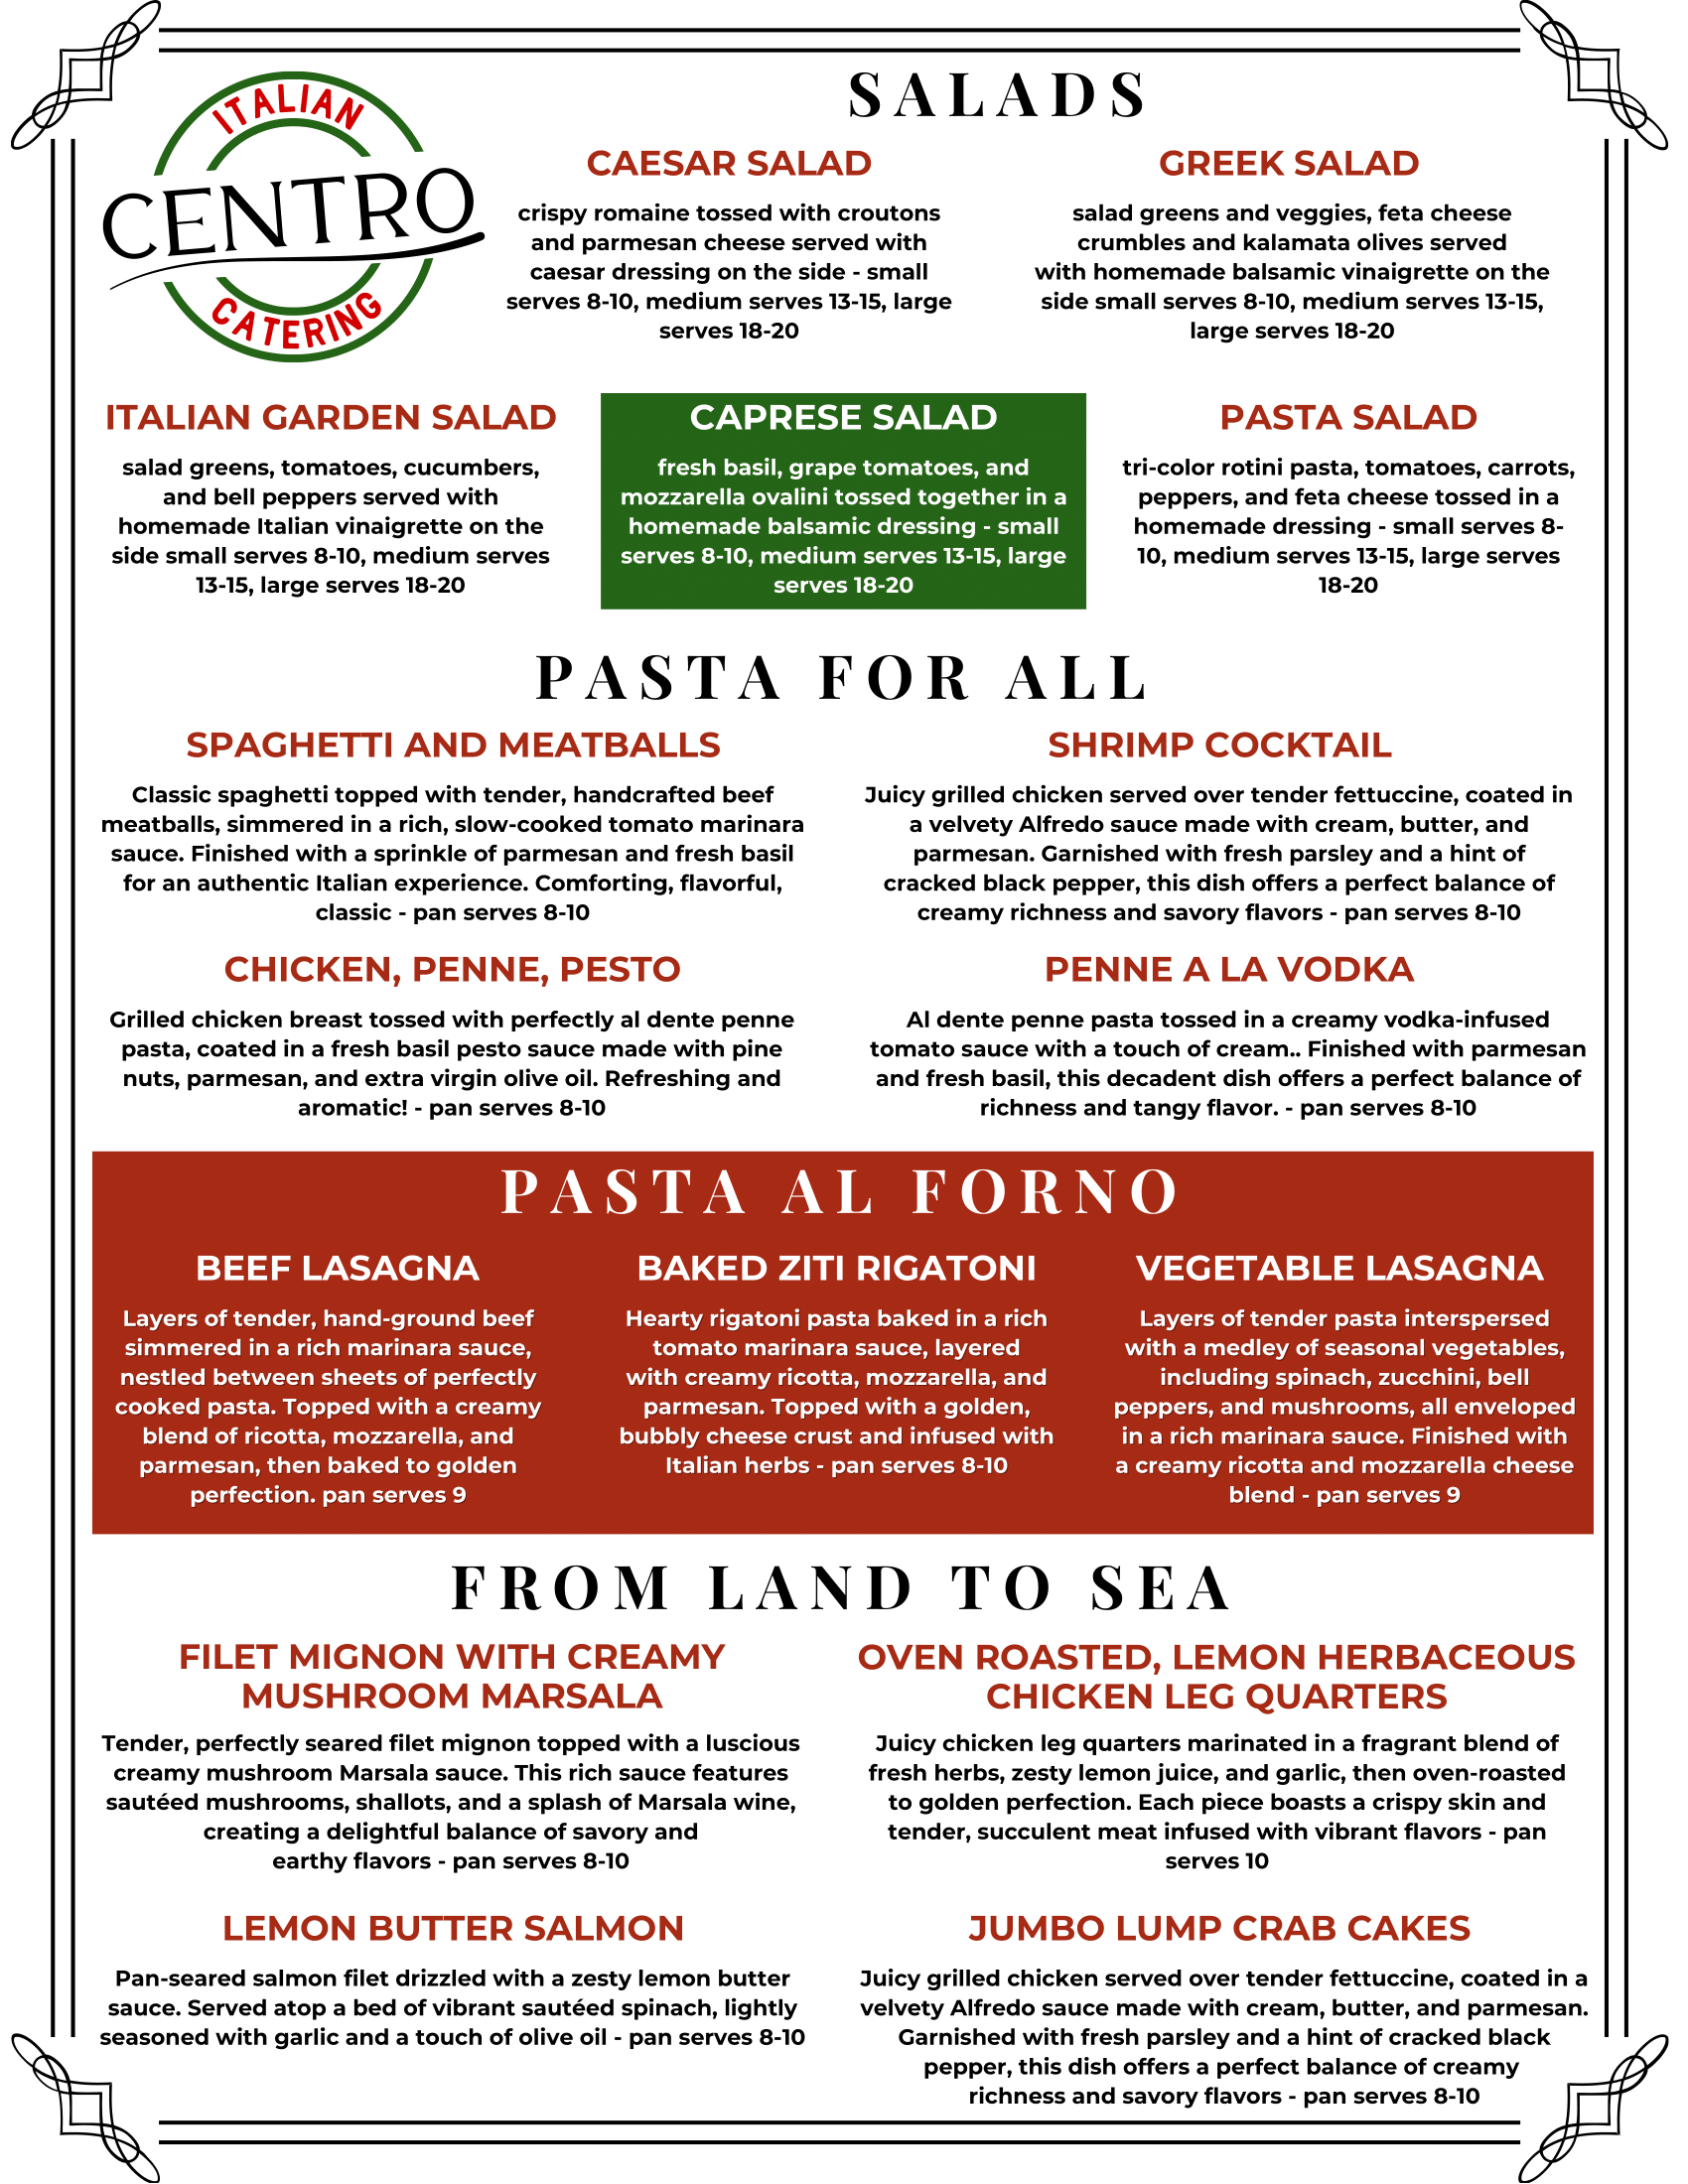 ITALIAN
CENTRO
CATERING
SALADS
CAESAR SALAD
crispy romaine tossed with croutons
and parmesan cheese served with
caesar dressing on the side - small
serves 8-10, medium serves 13-15, large
serves 18-20
GREEK SALAD
salad greens and veggies, feta cheese
crumbles and kalamata olives served
with homemade balsamic vinaigrette on the
side small serves 8-10, medium serves 13-15,
large serves 18-20
ITALIAN GARDEN SALAD
salad greens, tomatoes, cucumbers,
and bell peppers served with
homemade Italian vinaigrette on the
side small serves 8-10, medium serves
13-15, large serves 18-20
CAPRESE SALAD
fresh basil, grape tomatoes, and
mozzarella ovalini tossed together in a
homemade balsamic dressing - small
serves 8-10, medium serves 13-15, large
serves 18-20
PASTA SALAD
tri-color rotini pasta, tomatoes, carrots,
peppers, and feta cheese tossed in a
homemade dressing - small serves 8-
10, medium serves 13-15, large serves
18-20
PASTA FOR ALL
SPAGHETTI AND MEATBALLS
Classic spaghetti topped with tender, handcrafted beef
meatballs, simmered in a rich, slow-cooked tomato marinara
sauce. Finished with a sprinkle of parmesan and fresh basil
for an authentic Italian experience. Comforting, flavorful,
classic - pan serves 8-10
SHRIMP COCKTAIL
Juicy grilled chicken served over tender fettuccine, coated in
a velvety Alfredo sauce made with cream, butter, and
parmesan. Garnished with fresh parsley and a hint of
cracked black pepper, this dish offers a perfect balance of
creamy richness and savory flavors - pan serves 8-10
CHICKEN, PENNE, PESTO
Grilled chicken breast tossed with perfectly al dente penne
pasta, coated in a fresh basil pesto sauce made with pine
nuts, parmesan, and extra virgin olive oil. Refreshing and
aromatic! - pan serves 8-10
PENNE A LA VODKA
Al dente penne pasta tossed in a creamy vodka-infused
tomato sauce with a touch of cream.. Finished with parmesan
and fresh basil, this decadent dish offers a perfect balance of
richness and tangy flavor. - pan serves 8-10
PASTA AL FORNO
BEEF LASAGNA
Layers of tender, hand-ground beef
simmered in a rich marinara sauce,
nestled between sheets of perfectly
cooked pasta. Topped with a creamy
blend of ricotta, mozzarella, and
parmesan, then baked to golden
perfection. pan serves 9
BAKED ZITI RIGATONI
Hearty rigatoni pasta baked in a rich
tomato marinara sauce, layered
with creamy ricotta, mozzarella, and
parmesan. Topped with a golden,
bubbly cheese crust and infused with
Italian herbs - pan serves 8-10
VEGETABLE LASAGNA
Layers of tender pasta interspersed
with a medley of seasonal vegetables,
including spinach, zucchini, bell
peppers, and mushrooms, all enveloped
in a rich marinara sauce. Finished with
a creamy ricotta and mozzarella cheese
blend - pan serves 9
FROM LAND TO SEA
FILET MIGNON WITH CREAMY
MUSHROOM MARSALA
Tender, perfectly seared filet mignon topped with a luscious
creamy mushroom Marsala sauce. This rich sauce features
sautéed mushrooms, shallots, and a splash of Marsala wine,
creating a delightful balance of savory and
earthy flavors - pan serves 8-10
OVEN ROASTED, LEMON HERBACEOUS
CHICKEN LEG QUARTERS
Juicy chicken leg quarters marinated in a fragrant blend of
fresh herbs, zesty lemon juice, and garlic, then oven-roasted
to golden perfection. Each piece boasts a crispy skin and
tender, succulent meat infused with vibrant flavors - pan
serves 10
LEMON BUTTER SALMON
Pan-seared salmon filet drizzled with a zesty lemon butter
sauce. Served atop a bed of vibrant sautéed spinach, lightly
seasoned with garlic and a touch of olive oil - pan serves 8-10
JUMBO LUMP CRAB CAKES
Juicy grilled chicken served over tender fettuccine, coated in a
velvety Alfredo sauce made with cream, butter, and parmesan.
Garnished with fresh parsley and a hint of cracked black
pepper, this dish offers a perfect balance of creamy
richness and savory flavors - pan serves 8-10